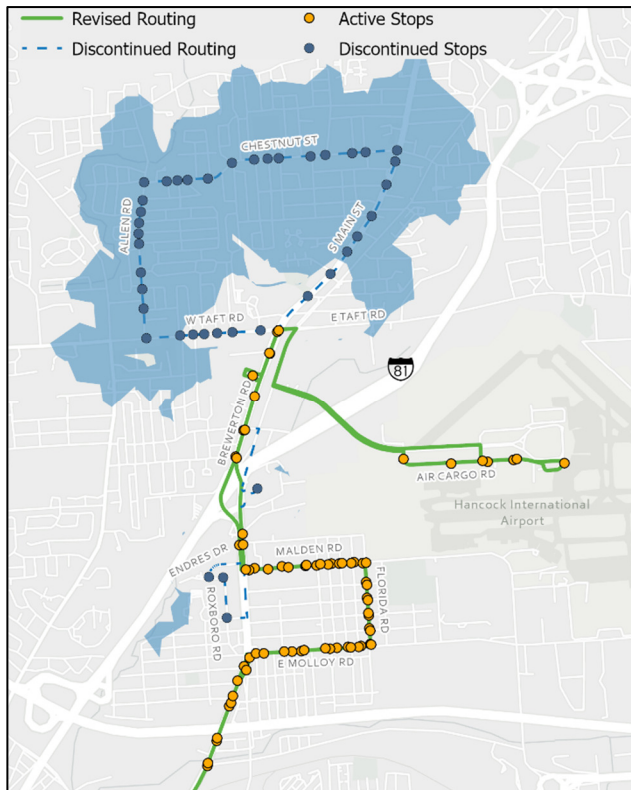 Revised Routing
Active Stops
Discontinued Routing
Discontinued Stops
CHESTNUT ST
ALLEN RD
S MAIN ST
W TAFT RD
E TAFT RD
81
BREWERTON RD
AIR CARGO RD
Hancock International
Airport
ENDRES DR
MALDEN RD
ROXBORO RD
FLORIDA RD
E MOLLOY RD